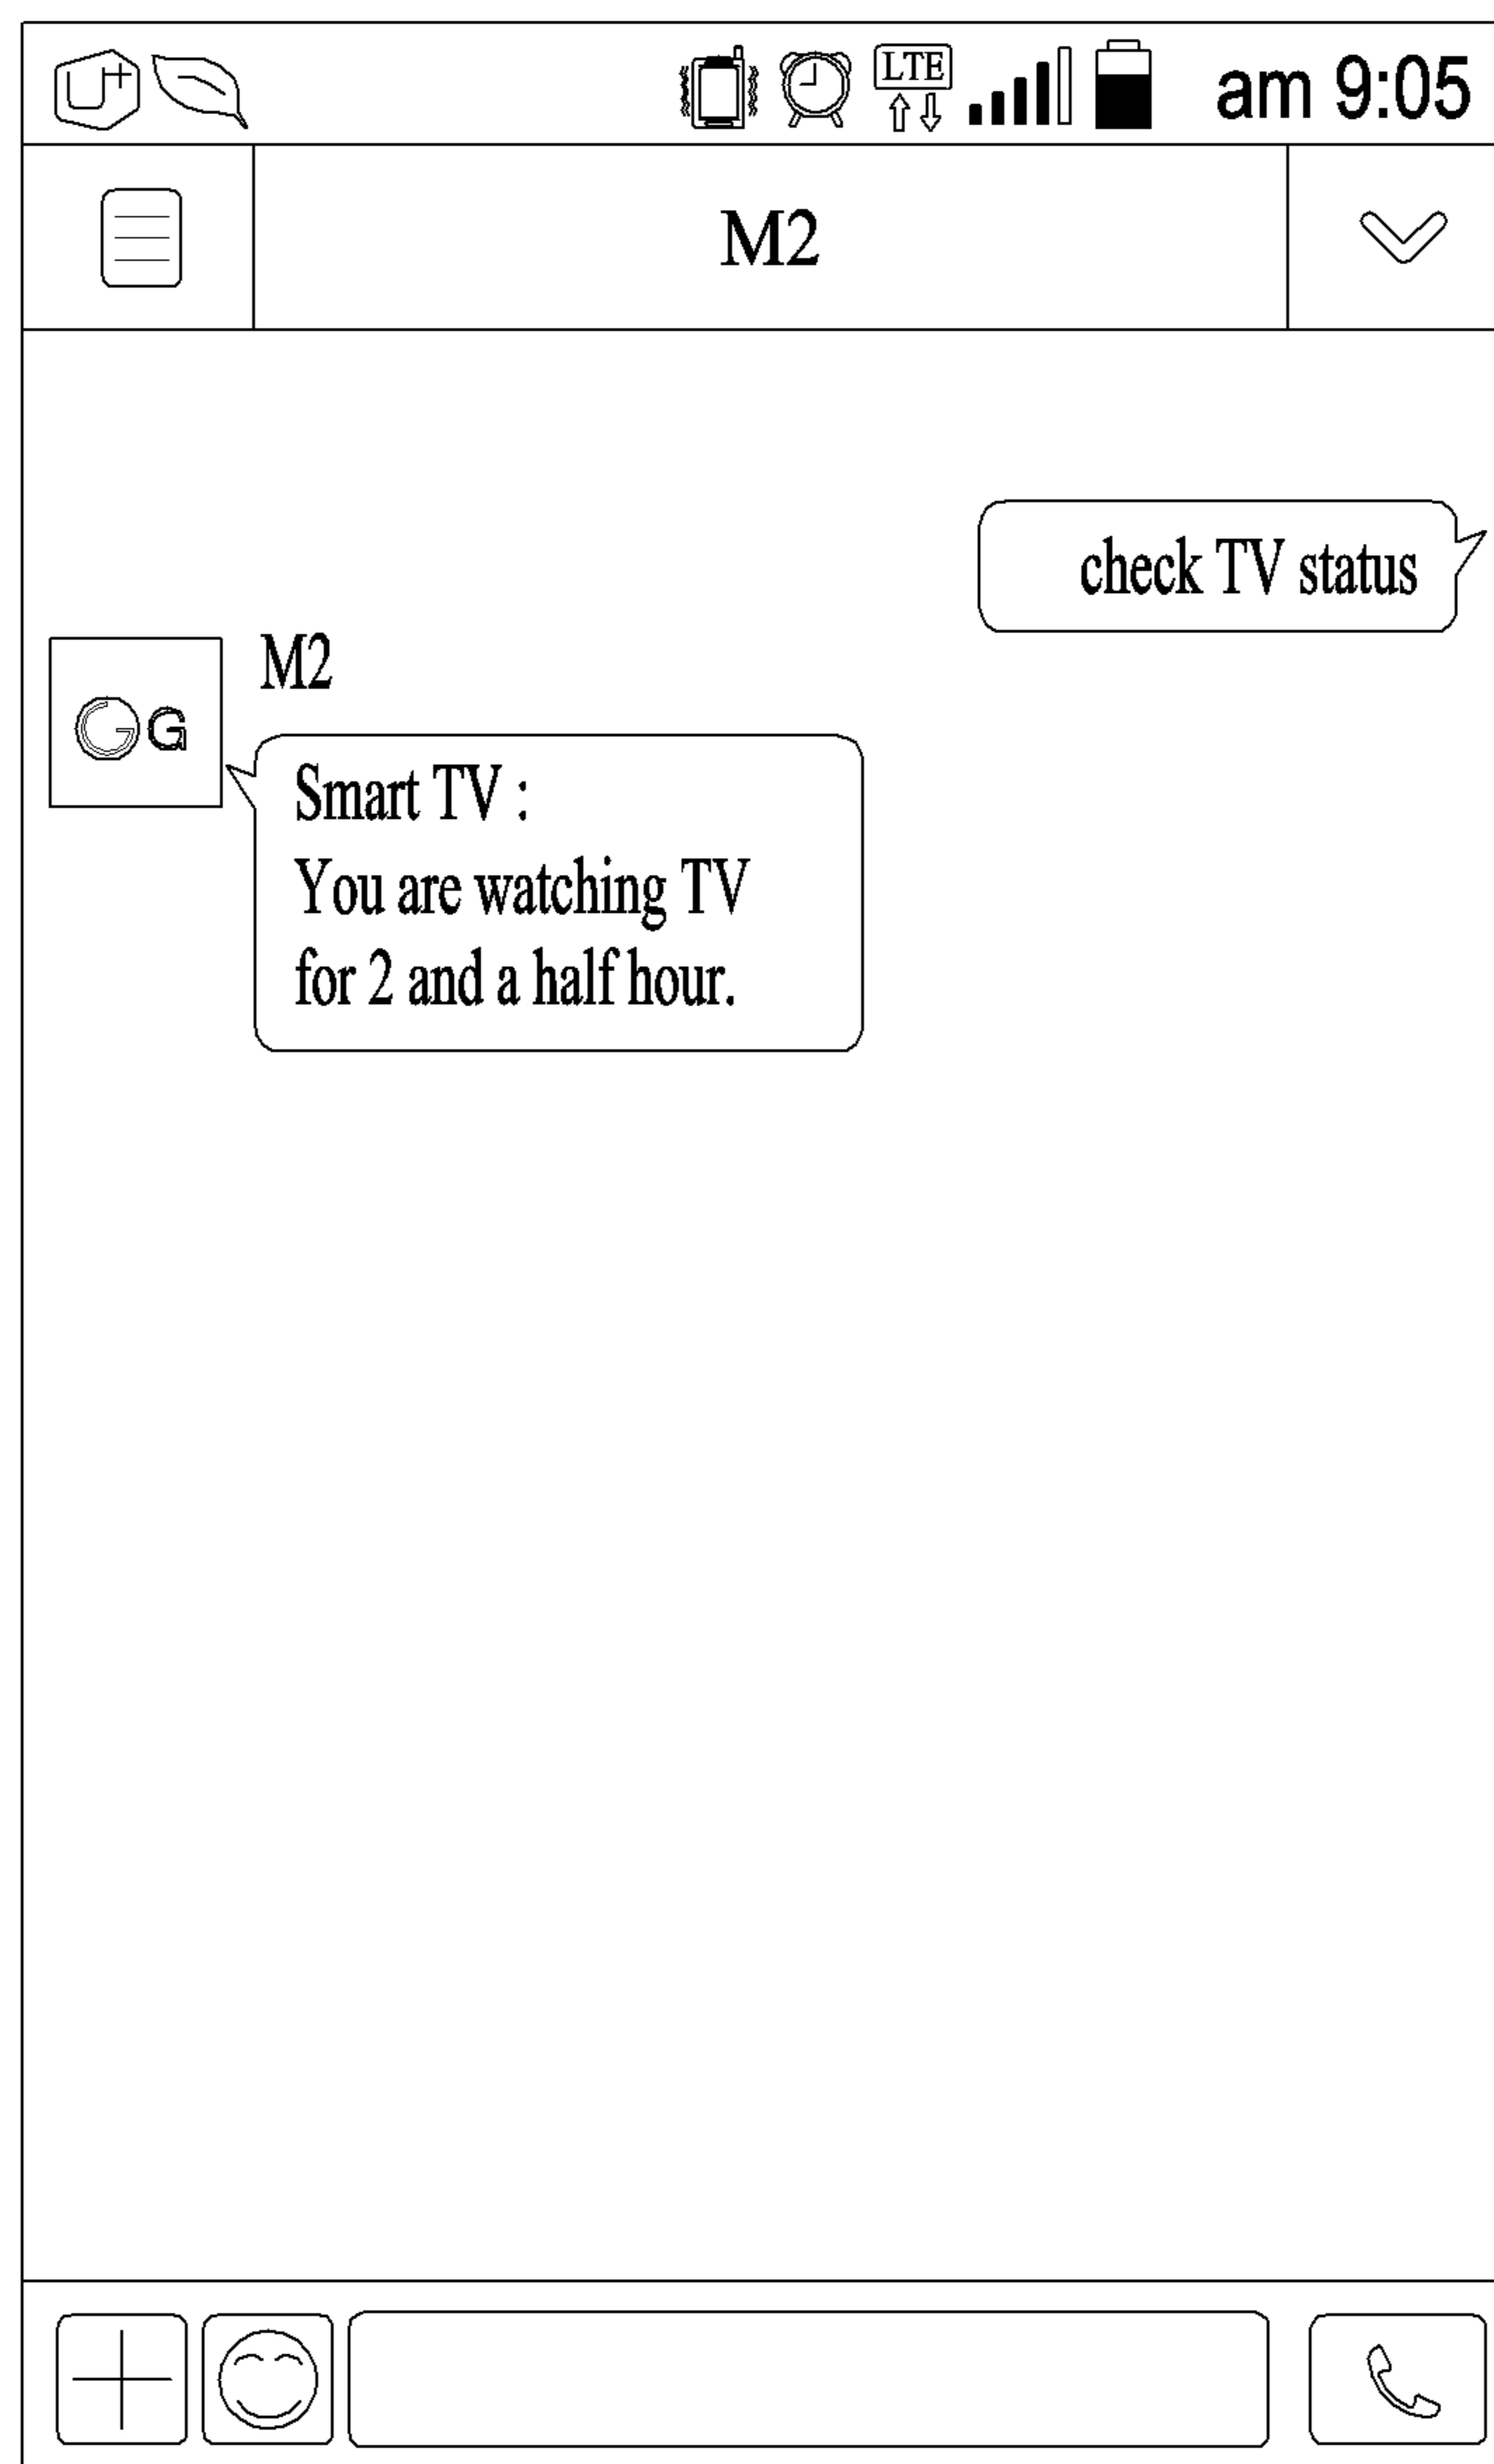 U+
LTE
am 9:05
M2
check TV status
M2
G G
Smart TV :
You are watching TV
for 2 and a half hour.